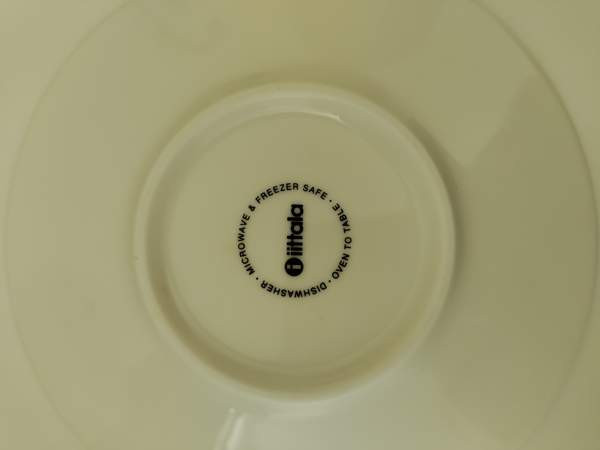 iittala
OVEN TO TABLE · DISHWASHER · MICROWAVE & FREEZER SAFE ·